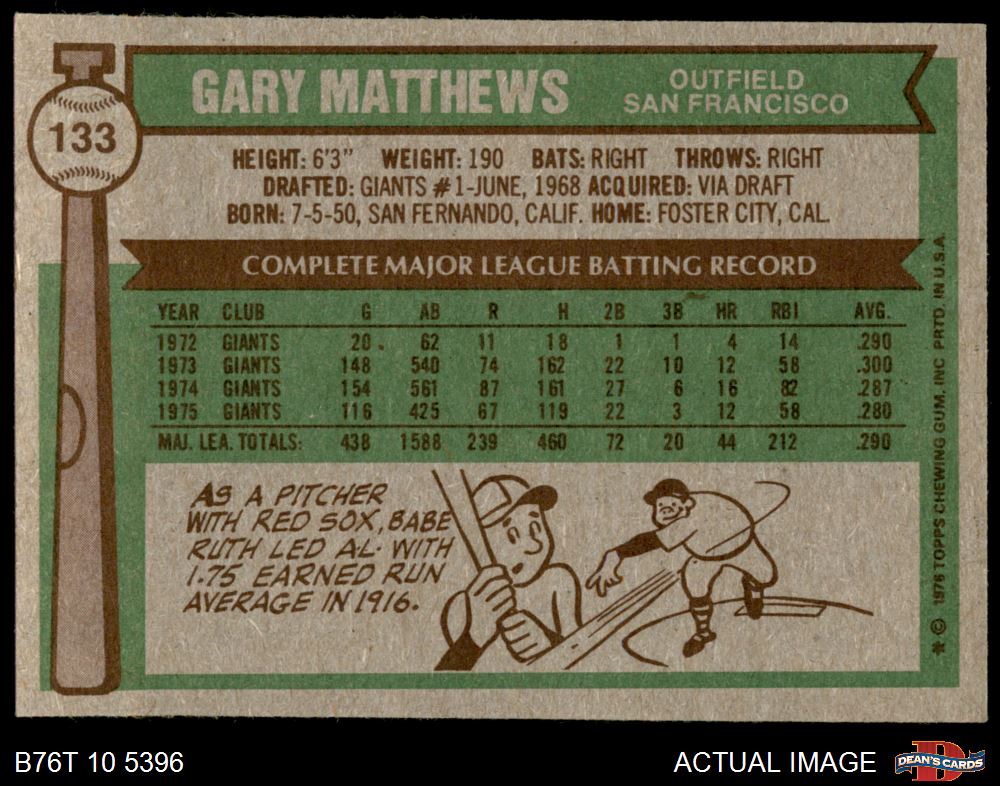 133
GARY MATTHEWS
OUTFIELD
SAN FRANCISCO
HEIGHT: 6'3" WEIGHT: 190 BATS: RIGHT THROWS: RIGHT
DRAFTED: GIANTS #1-JUNE, 1968 ACQUIRED: VIA DRAFT
BORN: 7-5-50, SAN FERNANDO, CALIF. HOME: FOSTER CITY, CAL.
COMPLETE MAJOR LEAGUE BATTING RECORD
YEAR CLUB G AB R H 2B 3B HR RBI AVG.
1972 GIANTS 20 62 11 18 1 1 4 14 .290
1973 GIANTS 148 540 74 162 22 10 12 58 .300
1974 GIANTS 154 561 87 161 27 6 16 82 .287
1975 GIANTS 116 425 67 119 22 3 12 58 .280
MAJ. LEA. TOTALS: 438 1588 239 460 72 20 44 212 .290
AS A PITCHER
WITH RED SOX, BABE
RUTH LED A.L. WITH
1.75 EARNED RUN
AVERAGE IN 1916.
* © 1976 TOPPS CHEWING GUM, INC. PRTD. IN U.S.A.
B76T 10 5396
ACTUAL IMAGE
D
DEAN'S CARDS